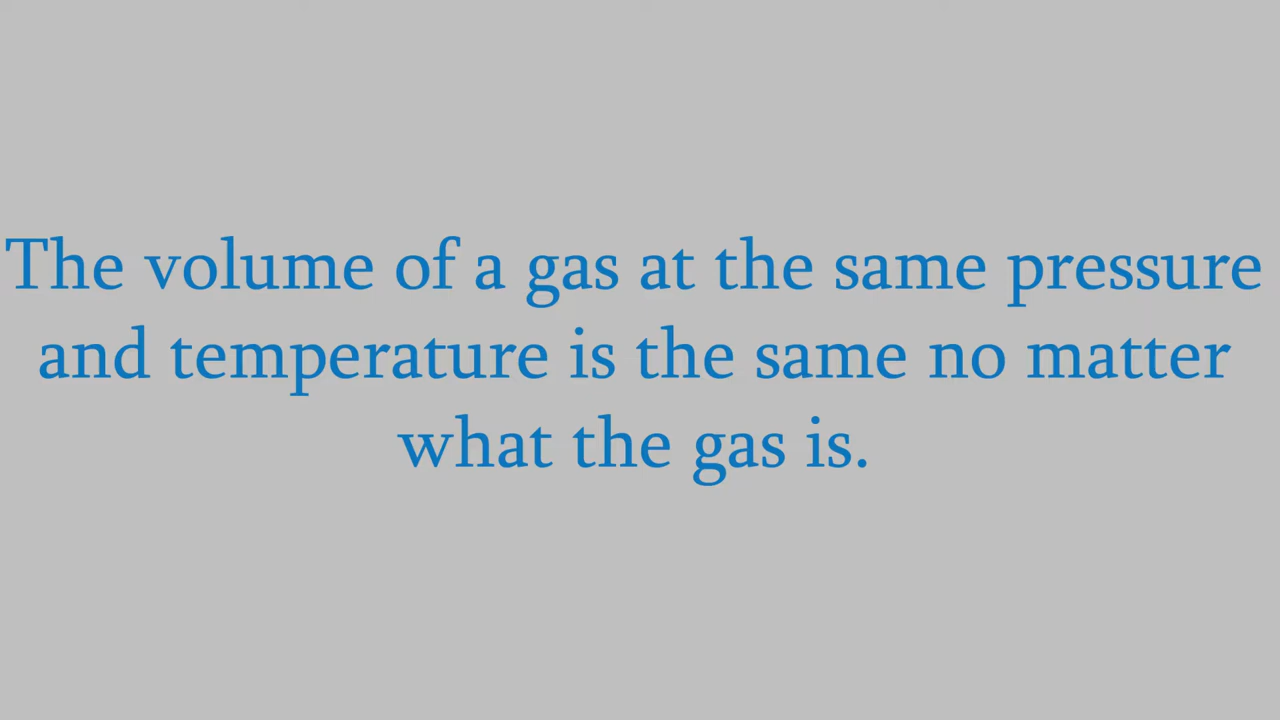 The volume of a gas at the same pressure
and temperature is the same no matter
what the gas is.